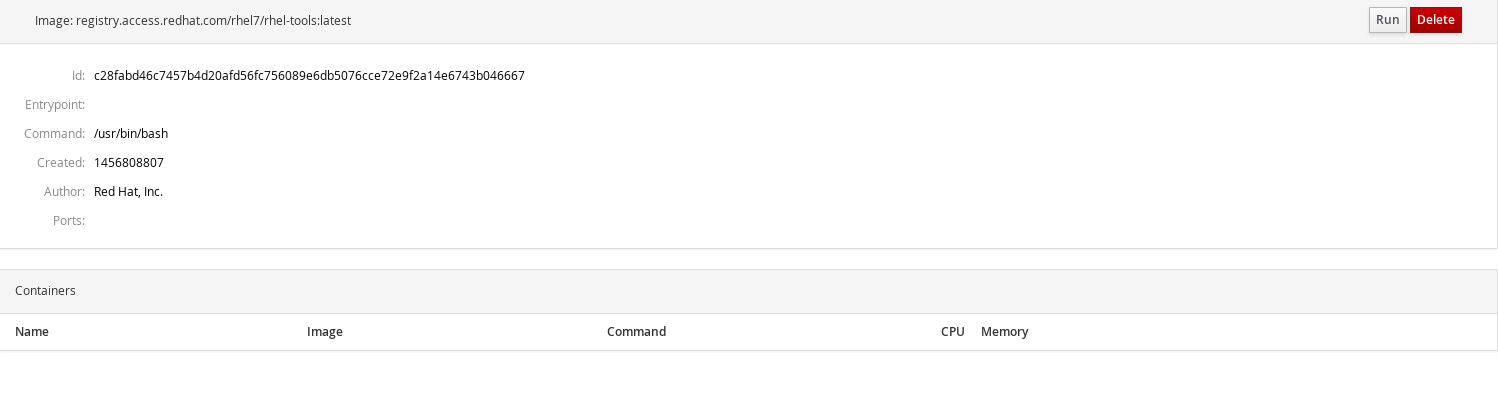 Image: registry.access.redhat.com/rhel7/rhel-tools:latest Run Delete
Id: c28fabd46c7457b4d20afd56fc756089e6db5076cce72e9f2a14e6743b046667
Entrypoint:
Command: /usr/bin/bash
Created: 1456808807
Author: Red Hat, Inc.
Ports:
Containers
Name Image Command CPU Memory